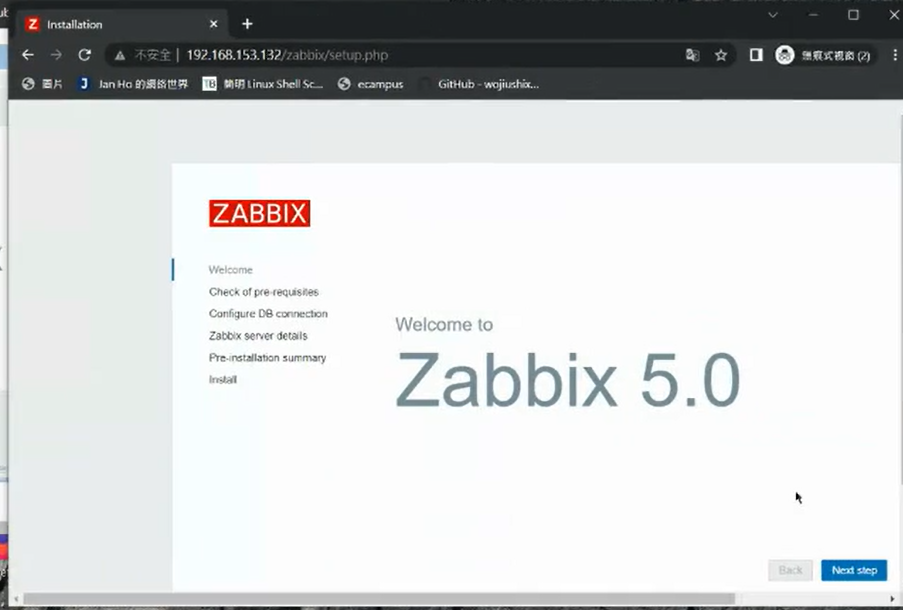 Installation
不安全 | 192.168.153.132/zabbix/setup.php
無痕式視窗 (2)
圖片
Jan Ho 的網絡世界
TB 簡明 Linux Shell Sc...
ecampus
GitHub - wojiushix...
ZABBIX
Welcome
Check of pre-requisites
Configure DB connection
Zabbix server details
Pre-installation summary
Install
Welcome to
Zabbix 5.0
Back
Next step